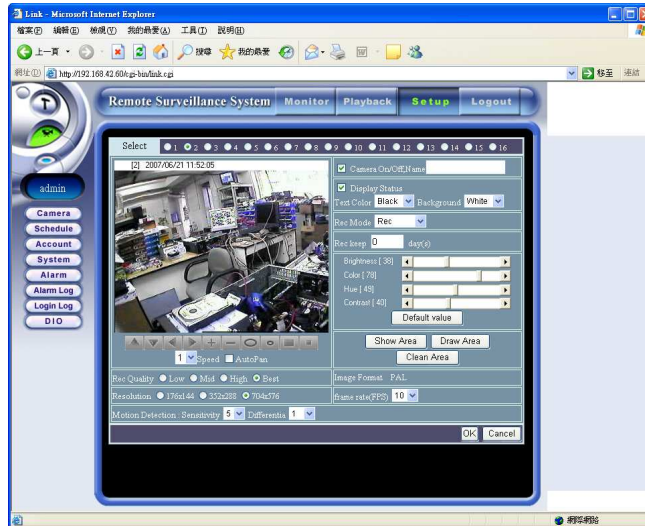 Link - Microsoft Internet Explorer
檔案(F) 編輯(E) 檢視(V) 我的最愛(A) 工具(T) 說明(H)
上一頁 搜尋 我的最愛
網址(D) http://192.168.42.60/cgi-bin/link.cgi 移至 連結
Remote Surveillance System Monitor Playback Setup Logout
admin
Camera
Schedule
Account
System
Alarm
Alarm Log
Login Log
DIO
Select 1 2 3 4 5 6 7 8 9 10 11 12 13 14 15 16
[2] 2007/06/21 11:52:05
Camera On/Off,Name
Display Status
Text Color Black Background White
Rec Mode Rec
Rec keep 0 day(s)
Brightness [ 38]
Color [ 78]
Hue [ 49]
Contrast [ 40]
Default value
Show Area Draw Area
Clean Area
1 Speed AutoPan
Rec Quality Low Mid High Best
Image Format PAL
Resolution 176x144 352x288 704x576
frame rate(FPS) 10
Motion Detection : Sensitivity 5 Differentia 1
OK Cancel
網際網路